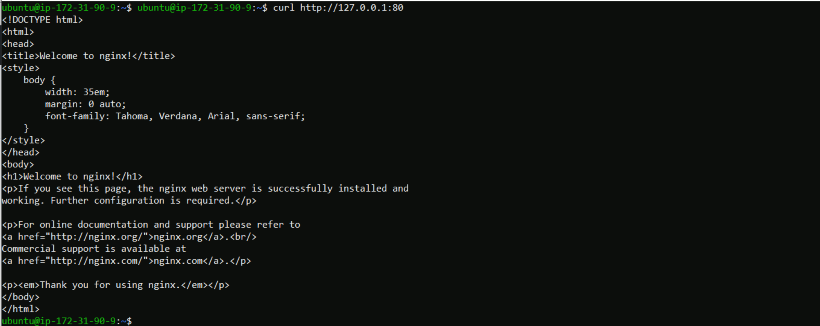 ubuntu@ip-172-31-90-9:~$ ubuntu@ip-172-31-90-9:~$ curl http://127.0.0.1:80
<!DOCTYPE html>
<html>
<head>
<title>Welcome to nginx!</title>
<style>
    body {
        width: 35em;
        margin: 0 auto;
        font-family: Tahoma, Verdana, Arial, sans-serif;
    }
</style>
</head>
<body>
<h1>Welcome to nginx!</h1>
<p>If you see this page, the nginx web server is successfully installed and
working. Further configuration is required.</p>

<p>For online documentation and support please refer to
<a href="http://nginx.org/">nginx.org</a>.<br/>
Commercial support is available at
<a href="http://nginx.com/">nginx.com</a>.</p>

<p><em>Thank you for using nginx.</em></p>
</body>
</html>
ubuntu@ip-172-31-90-9:~$